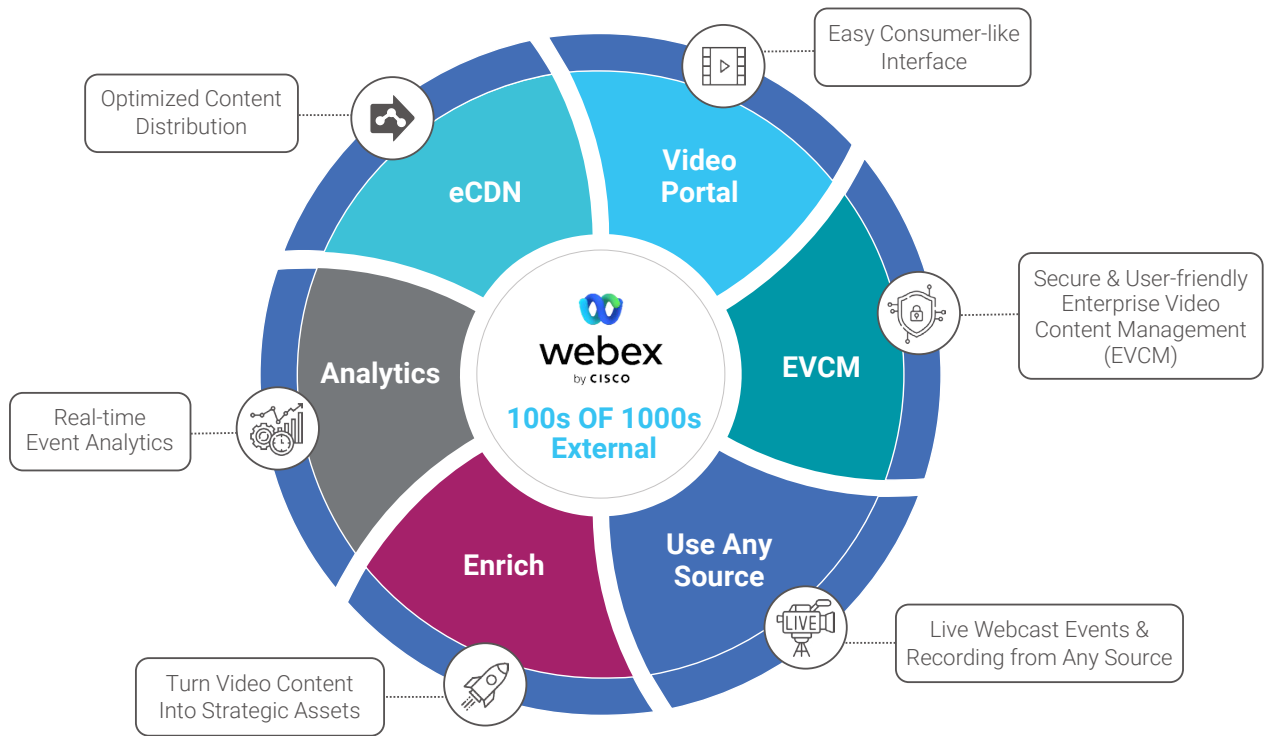 Easy Consumer-like
Interface
Optimized Content
Distribution
Video
Portal
eCDN
Secure & User-friendly
Enterprise Video
Content Management
(EVCM)
webex
by CISCO
100s OF 1000s
External
Analytics
EVCM
Real-time
Event Analytics
Use Any
Source
Enrich
LIVE
Live Webcast Events &
Recording from Any Source
Turn Video Content
Into Strategic Assets